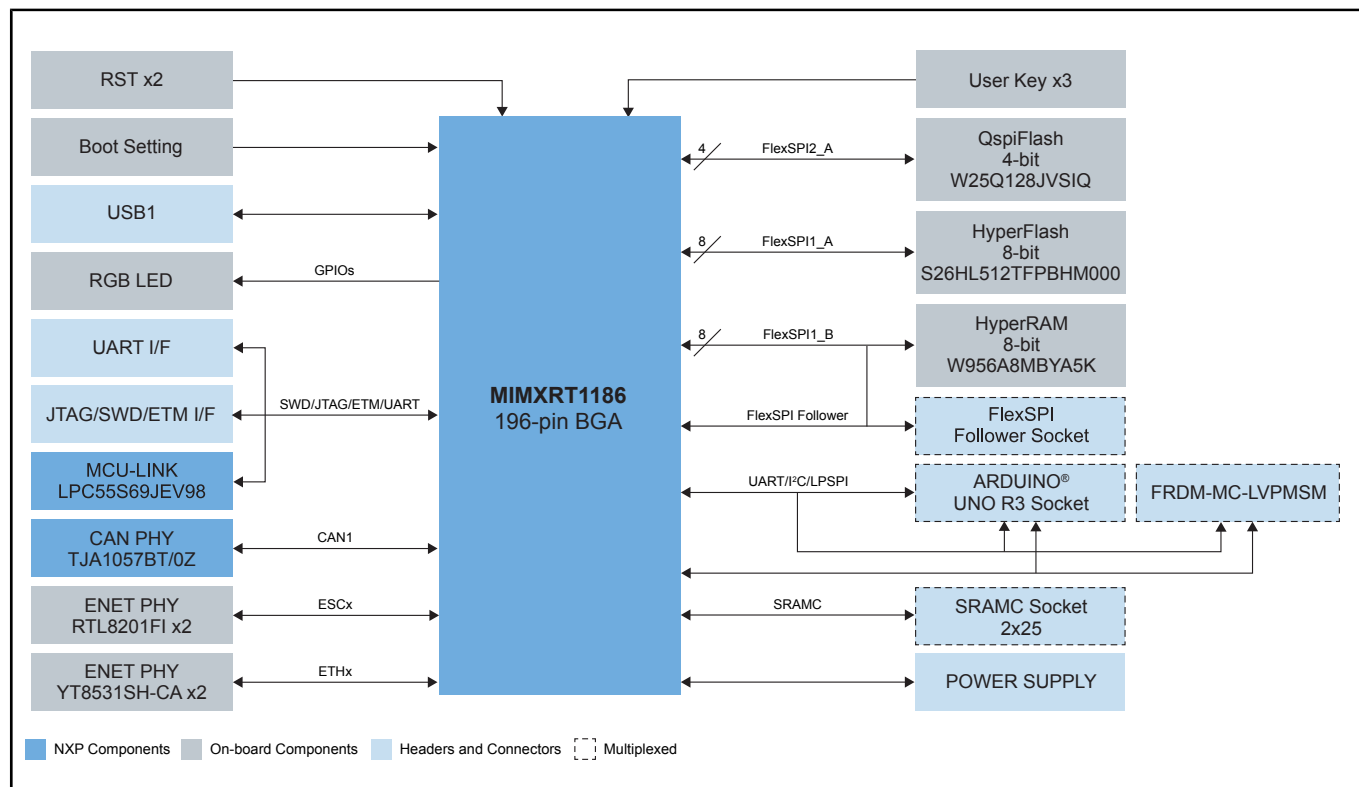 RST x2
Boot Setting
USB1
RGB LED
UART I/F
JTAG/SWD/ETM I/F
MCU-LINK
LPC55S69JEV98
CAN PHY
TJA1057BT/0Z
ENET PHY
RTL8201FI x2
ENET PHY
YT8531SH-CA x2
GPIOs
SWD/JTAG/ETM/UART
CAN1
ESCx
ETHx
MIMXRT1186
196-pin BGA
4
FlexSPI2_A
8
FlexSPI1_A
8
FlexSPI1_B
FlexSPI Follower
UART/I²C/LPSPI
SRAMC
User Key x3
QspiFlash
4-bit
W25Q128JVSIQ
HyperFlash
8-bit
S26HL512TFPBHM000
HyperRAM
8-bit
W956A8MBYA5K
FlexSPI
Follower Socket
ARDUINO®
UNO R3 Socket
FRDM-MC-LVPMSM
SRAMC Socket
2x25
POWER SUPPLY
NXP Components
On-board Components
Headers and Connectors
Multiplexed